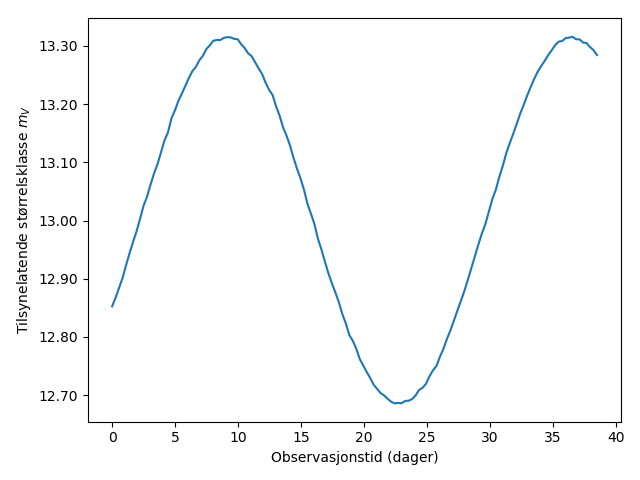 13.30
13.20
13.10
13.00
12.90
12.80
12.70
0 5 10 15 20 25 30 35 40
Observasjonstid (dager)
Tilsynelatende størrelsesklasse $m_V$